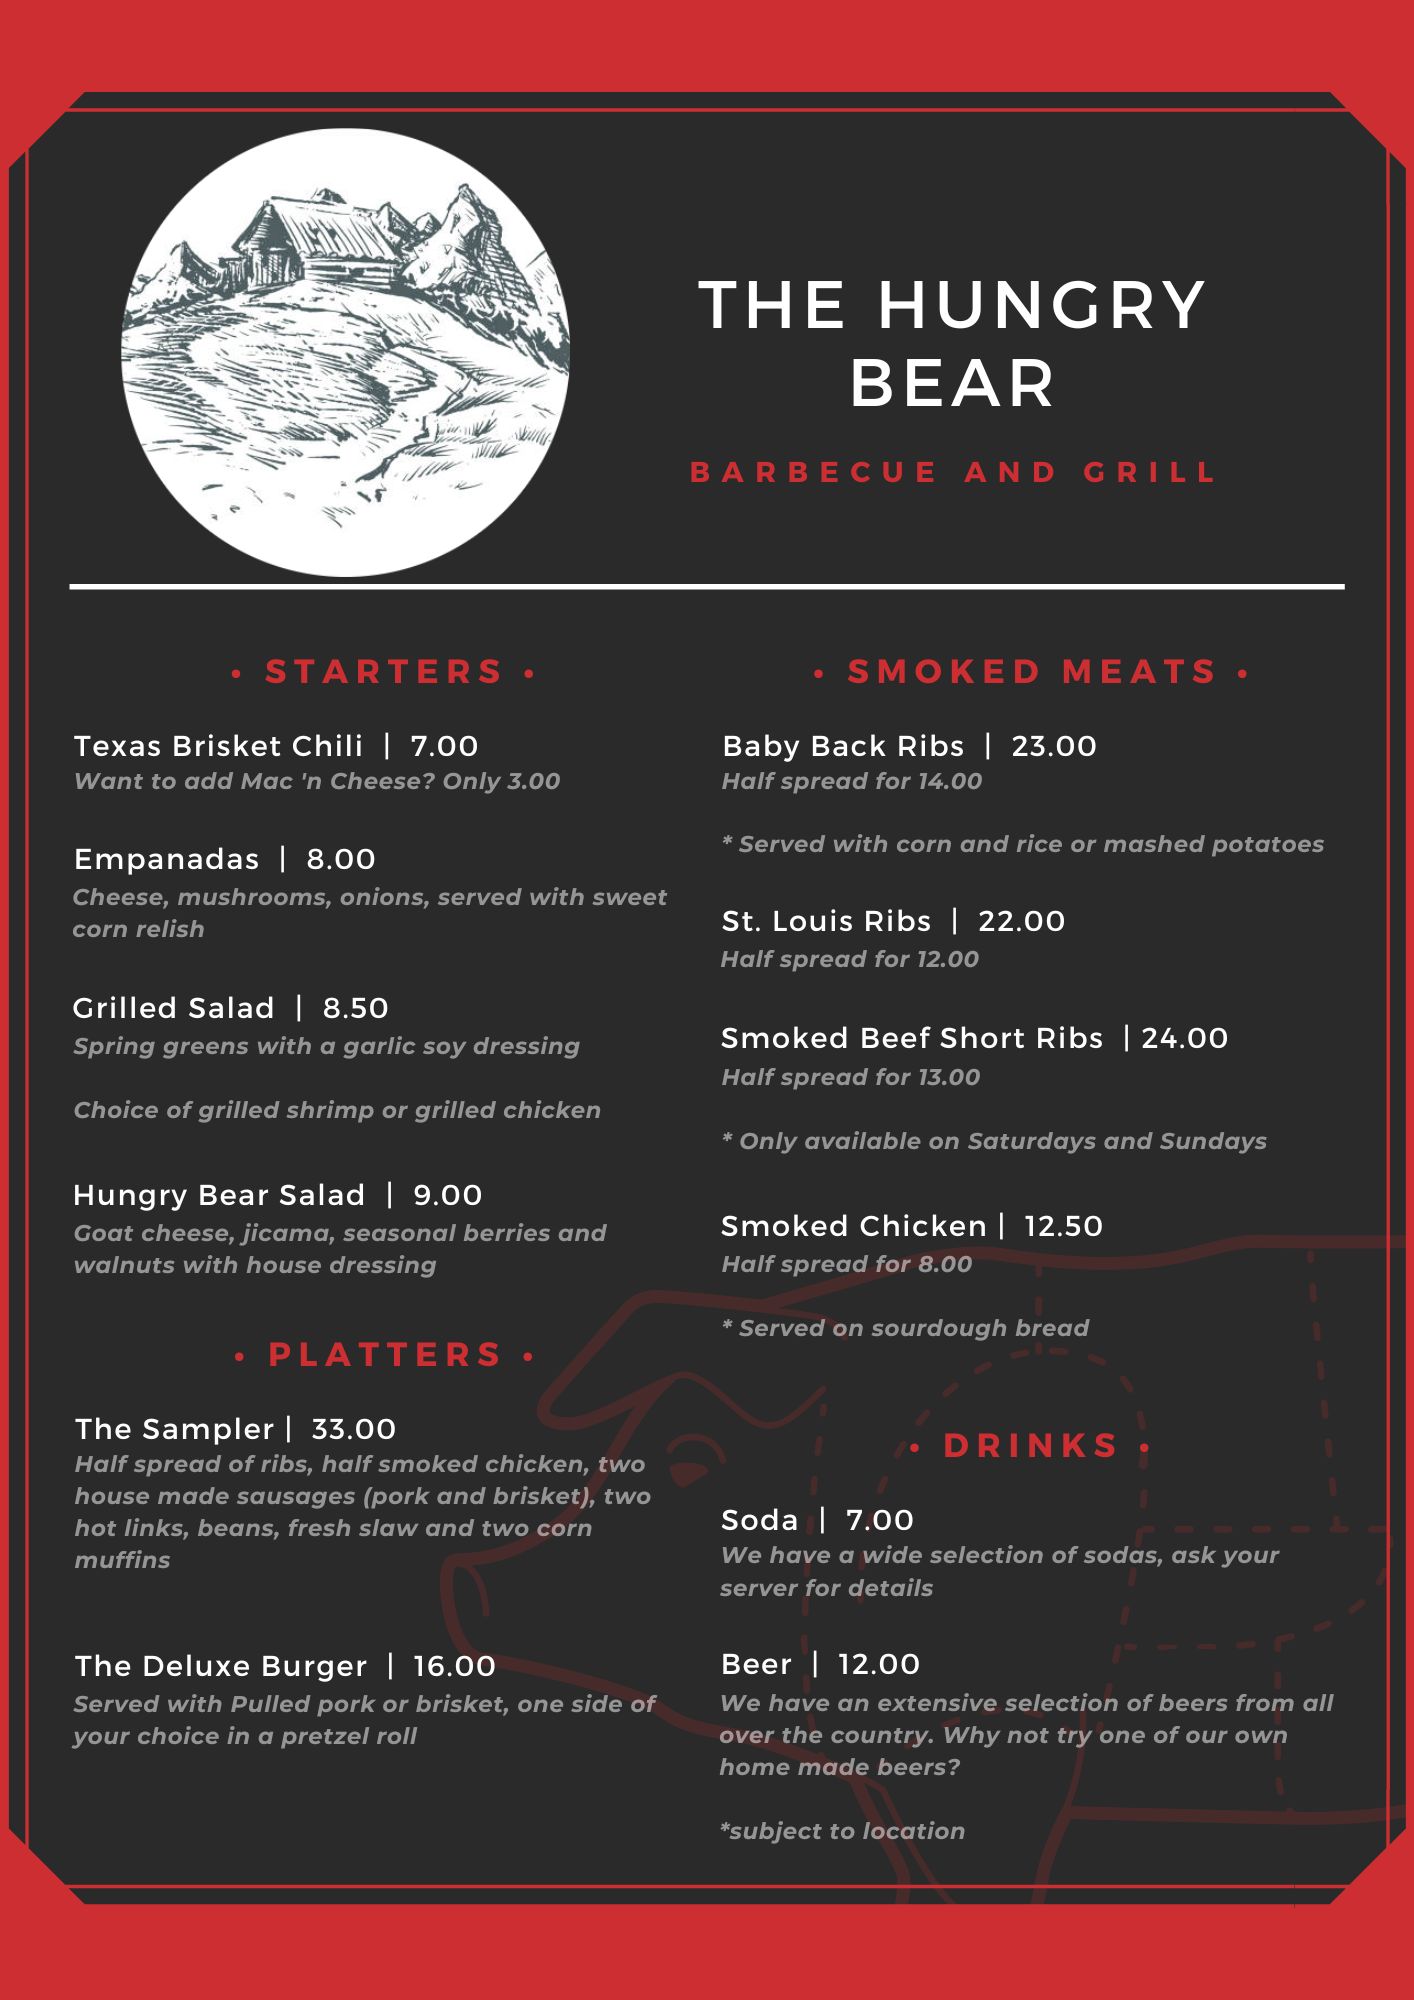 THE HUNGRY
BEAR
BARBECUE AND GRILL
• STARTERS •
Texas Brisket Chili | 7.00
Want to add Mac 'n Cheese? Only 3.00
Empanadas | 8.00
Cheese, mushrooms, onions, served with sweet
corn relish
Grilled Salad | 8.50
Spring greens with a garlic soy dressing
Choice of grilled shrimp or grilled chicken
Hungry Bear Salad | 9.00
Goat cheese, jicama, seasonal berries and
walnuts with house dressing
• PLATTERS •
The Sampler | 33.00
Half spread of ribs, half smoked chicken, two
house made sausages (pork and brisket), two
hot links, beans, fresh slaw and two corn
muffins
The Deluxe Burger | 16.00
Served with Pulled pork or brisket, one side of
your choice in a pretzel roll
• SMOKED MEATS •
Baby Back Ribs | 23.00
Half spread for 14.00
* Served with corn and rice or mashed potatoes
St. Louis Ribs | 22.00
Half spread for 12.00
Smoked Beef Short Ribs | 24.00
Half spread for 13.00
* Only available on Saturdays and Sundays
Smoked Chicken | 12.50
Half spread for 8.00
* Served on sourdough bread
• DRINKS •
Soda | 7.00
We have a wide selection of sodas, ask your
server for details
Beer | 12.00
We have an extensive selection of beers from all
over the country. Why not try one of our own
home made beers?
*subject to location